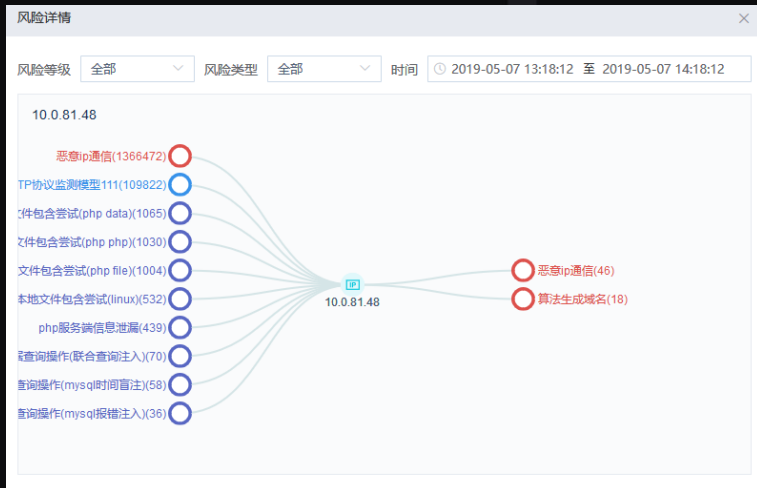 风险详情
风险等级 全部 风险类型 全部 时间 2019-05-07 13:18:12 至 2019-05-07 14:18:12
10.0.81.48
恶意ip通信(1366472)
TP协议监测模型111(109822)
文件包含尝试(php data)(1065)
文件包含尝试(php php)(1030)
文件包含尝试(php file)(1004)
本地文件包含尝试(linux)(532)
php服务端信息泄漏(439)
查询操作(联合查询注入)(70)
查询操作(mysql时间盲注)(58)
查询操作(mysql报错注入)(36)
IP
10.0.81.48
恶意ip通信(46)
算法生成域名(18)